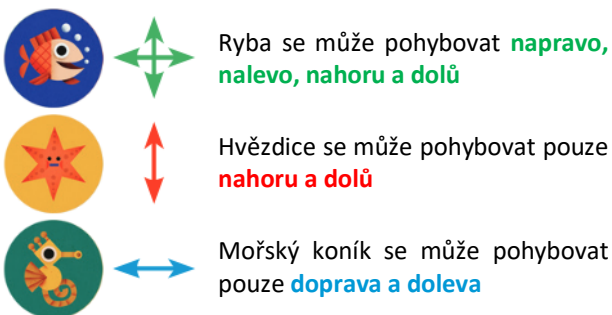 Ryba se může pohybovat napravo,
nalevo, nahoru a dolů
Hvězdice se může pohybovat pouze
nahoru a dolů
Mořský koník se může pohybovat
pouze doprava a doleva